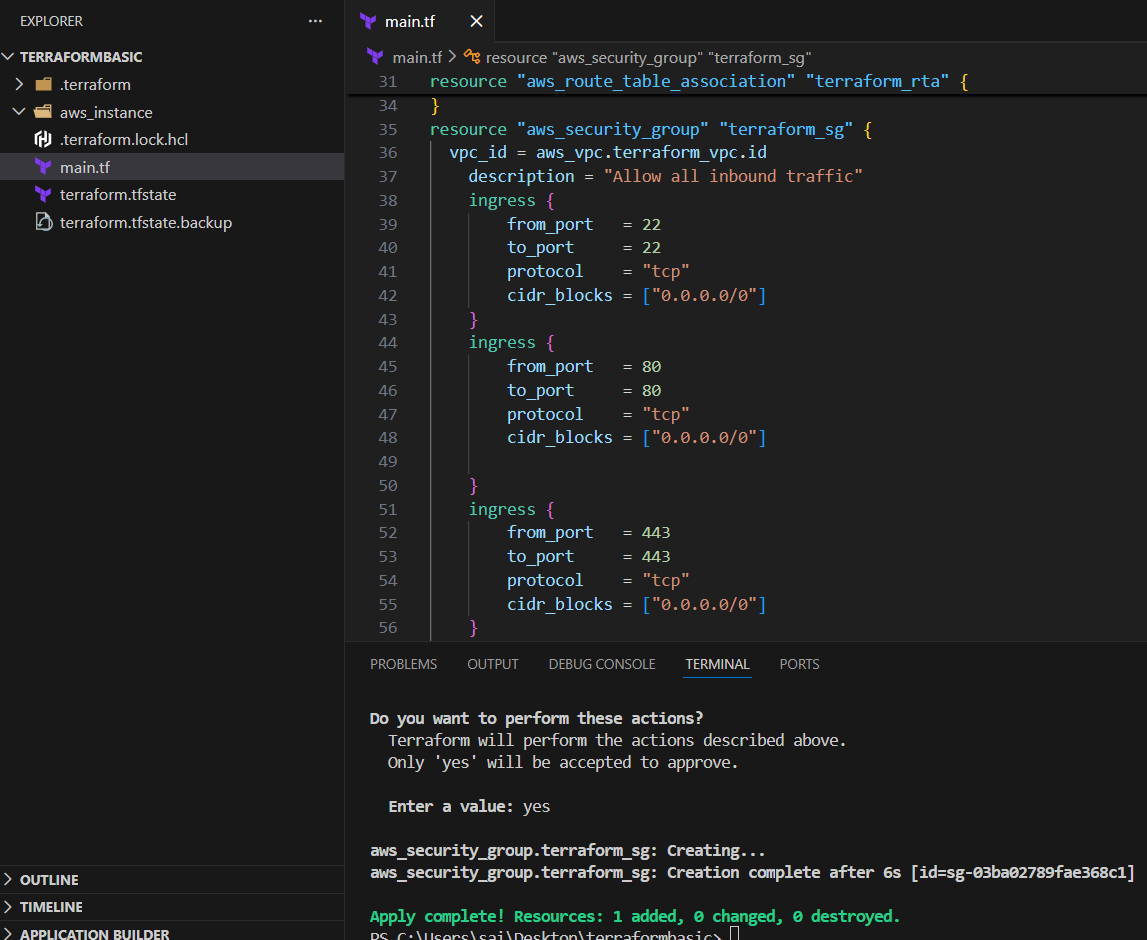 EXPLORER
...
TERRAFORMBASIC
.terraform
aws_instance
.terraform.lock.hcl
main.tf
terraform.tfstate
terraform.tfstate.backup
OUTLINE
TIMELINE
APPLICATION BUILDER
main.tf
main.tf > resource "aws_security_group" "terraform_sg"
31 resource "aws_route_table_association" "terraform_rta" {
34 }
35 resource "aws_security_group" "terraform_sg" {
36   vpc_id = aws_vpc.terraform_vpc.id
37     description = "Allow all inbound traffic"
38     ingress {
39         from_port   = 22
40         to_port     = 22
41         protocol    = "tcp"
42         cidr_blocks = ["0.0.0.0/0"]
43     }
44     ingress {
45         from_port   = 80
46         to_port     = 80
47         protocol    = "tcp"
48         cidr_blocks = ["0.0.0.0/0"]
49
50     }
51     ingress {
52         from_port   = 443
53         to_port     = 443
54         protocol    = "tcp"
55         cidr_blocks = ["0.0.0.0/0"]
56     }
PROBLEMS OUTPUT DEBUG CONSOLE TERMINAL PORTS
Do you want to perform these actions?
  Terraform will perform the actions described above.
  Only 'yes' will be accepted to approve.
  Enter a value: yes
aws_security_group.terraform_sg: Creating...
aws_security_group.terraform_sg: Creation complete after 6s [id=sg-03ba02789fae368c1]
Apply complete! Resources: 1 added, 0 changed, 0 destroyed.
PS C:\Users\sai\Desktop\terraformbasic>